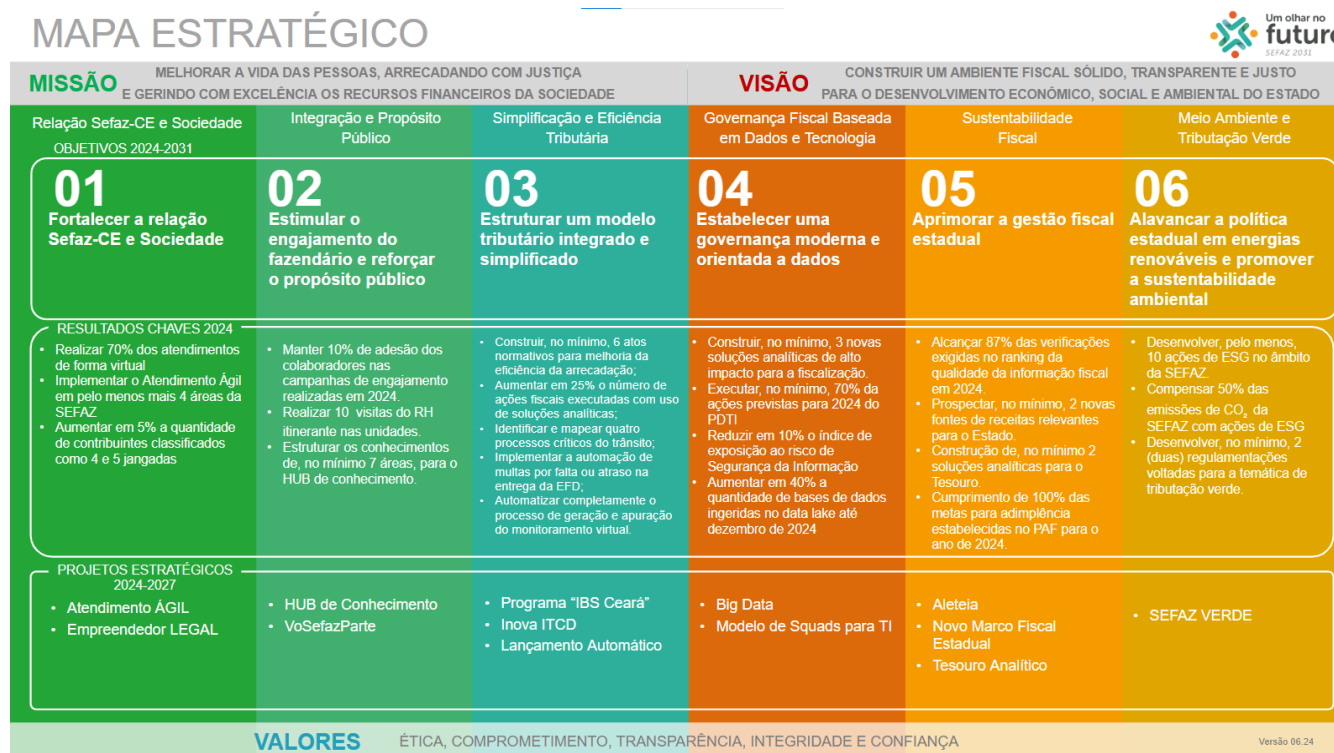 MAPA ESTRATÉGICO
Um olhar no
futuro
SEFAZ 2031
MISSÃO
MELHORAR A VIDA DAS PESSOAS, ARRECADANDO COM JUSTIÇA
E GERINDO COM EXCELÊNCIA OS RECURSOS FINANCEIROS DA SOCIEDADE
VISÃO
CONSTRUIR UM AMBIENTE FISCAL SÓLIDO, TRANSPARENTE E JUSTO
PARA O DESENVOLVIMENTO ECONÔMICO, SOCIAL E AMBIENTAL DO ESTADO
Relação Sefaz-CE e Sociedade
Integração e Propósito
Público
Simplificação e Eficiência
Tributária
Governança Fiscal Baseada
em Dados e Tecnologia
Sustentabilidade
Fiscal
Meio Ambiente e
Tributação Verde
OBJETIVOS 2024-2031
01
Fortalecer a relação
Sefaz-CE e Sociedade
02
Estimular o
engajamento do
fazendário e reforçar
o propósito público
03
Estruturar um modelo
tributário integrado e
simplificado
04
Estabelecer uma
governança moderna e
orientada a dados
05
Aprimorar a gestão fiscal
estadual
06
Alavancar a política
estadual em energias
renováveis e promover
a sustentabilidade
ambiental
RESULTADOS CHAVES 2024
• Realizar 70% dos atendimentos
de forma virtual
• Implementar o Atendimento Ágil
em pelo menos mais 4 áreas da
SEFAZ
• Aumentar em 5% a quantidade
de contribuintes classificados
como 4 e 5 jangadas
• Manter 10% de adesão dos
colaboradores nas
campanhas de engajamento
realizadas em 2024.
• Realizar 10 visitas do RH
itinerante nas unidades.
• Estruturar os conhecimentos
de, no mínimo 7 áreas, para o
HUB de conhecimento.
• Construir, no mínimo, 6 atos
normativos para melhoria da
eficiência da arrecadação;
• Aumentar em 25% o número de
ações fiscais executadas com uso
de soluções analíticas;
• Identificar e mapear quatro
processos críticos do trânsito;
• Implementar a automação de
multas por falta ou atraso na
entrega da EFD;
• Automatizar completamente o
processo de geração e apuração
do monitoramento virtual.
• Construir, no mínimo, 3 novas
soluções analíticas de alto
impacto para a fiscalização.
• Executar, no mínimo, 70% da
ações previstas para 2024 do
PDTI
• Reduzir em 10% o índice de
exposição ao risco de
Segurança da Informação
• Aumentar em 40% a
quantidade de bases de dados
ingeridas no data lake até
dezembro de 2024
• Alcançar 87% das verificações
exigidas no ranking da
qualidade da informação fiscal
em 2024.
• Prospectar, no mínimo, 2 novas
fontes de receitas relevantes
para o Estado.
• Construção de, no mínimo 2
soluções analíticas para o
Tesouro.
• Cumprimento de 100% das
metas para adimplência
estabelecidas no PAF para o
ano de 2024.
• Desenvolver, pelo menos,
10 ações de ESG no âmbito
da SEFAZ.
• Compensar 50% das
emissões de CO₂ da
SEFAZ com ações de ESG
• Desenvolver, no mínimo, 2
(duas) regulamentações
voltadas para a temática de
tributação verde.
PROJETOS ESTRATÉGICOS
2024-2027
• Atendimento ÁGIL
• Empreendedor LEGAL
• HUB de Conhecimento
• VoSefazParte
• Programa “IBS Ceará”
• Inova ITCD
• Lançamento Automático
• Big Data
• Modelo de Squads para TI
• Aleteia
• Novo Marco Fiscal
Estadual
• Tesouro Analítico
• SEFAZ VERDE
VALORES
ÉTICA, COMPROMETIMENTO, TRANSPARÊNCIA, INTEGRIDADE E CONFIANÇA
Versão 06.24